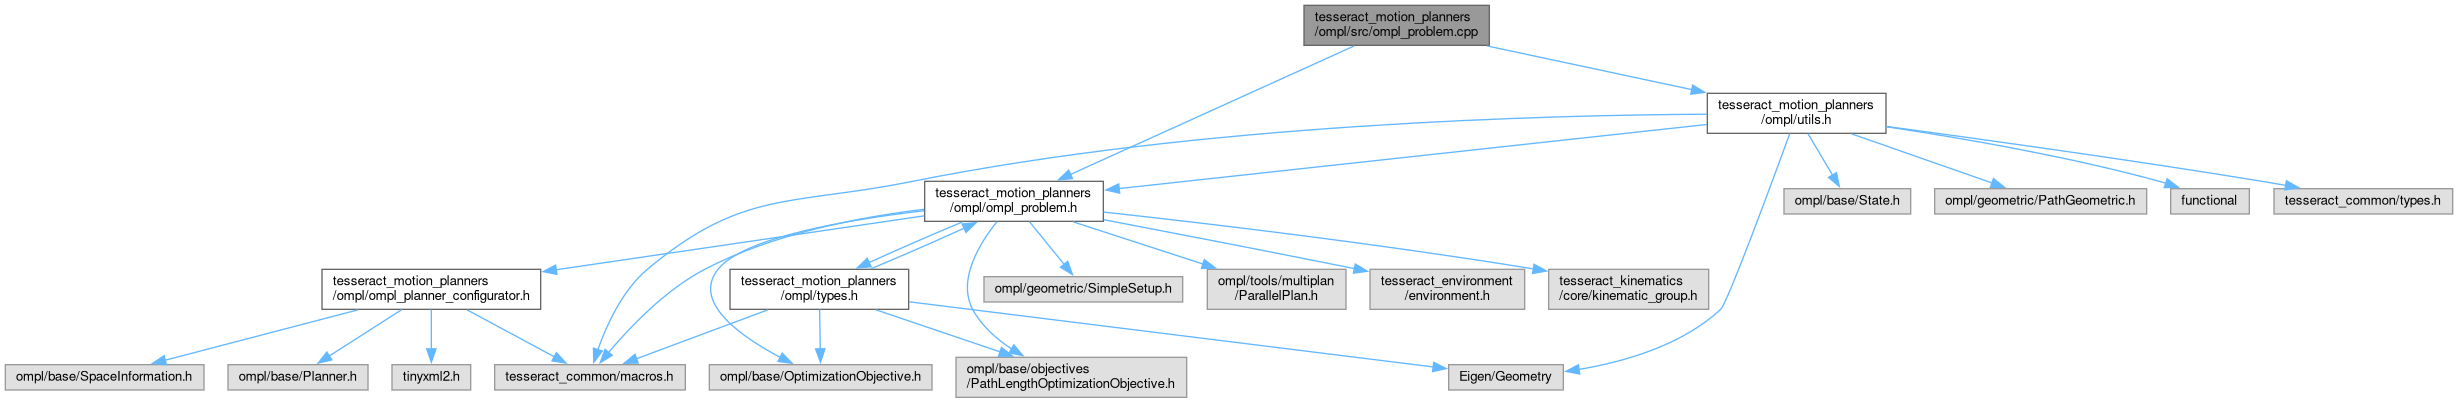 tesseract_motion_planners
/ompl/src/ompl_problem.cpp
tesseract_motion_planners
/ompl/utils.h
tesseract_motion_planners
/ompl/ompl_problem.h
ompl/base/State.h
ompl/geometric/PathGeometric.h
functional
tesseract_common/types.h
tesseract_motion_planners
/ompl/ompl_planner_configurator.h
tesseract_motion_planners
/ompl/types.h
ompl/geometric/SimpleSetup.h
ompl/tools/multiplan
/ParallelPlan.h
tesseract_environment
/environment.h
tesseract_kinematics
/core/kinematic_group.h
ompl/base/SpaceInformation.h
ompl/base/Planner.h
tinyxml2.h
tesseract_common/macros.h
ompl/base/OptimizationObjective.h
ompl/base/objectives
/PathLengthOptimizationObjective.h
Eigen/Geometry